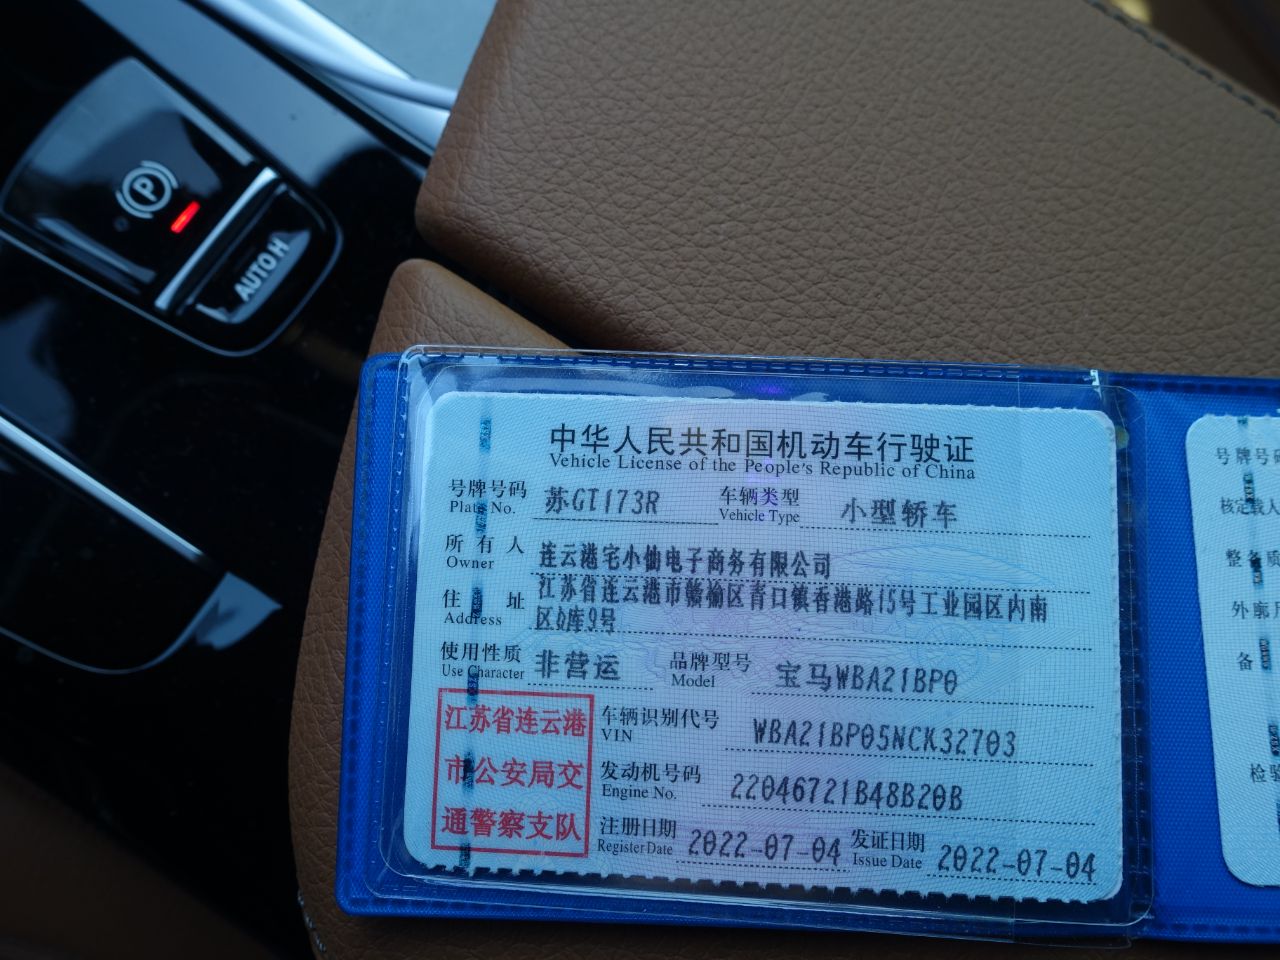 P
AUTO H
中华人民共和国机动车行驶证
Vehicle License of the People's Republic of China
号牌号码 苏GT173R 车辆类型 小型轿车
Plate No. Vehicle Type
所有人 连云港宅小仙电子商务有限公司
Owner
住址 江苏省连云港市赣榆区青口镇香港路15号工业园区内南
Address 区6库9号
使用性质 非营运 品牌型号 宝马WBA21BP0
Use Character Model
江苏省连云港
市公安局交
通警察支队
车辆识别代号 WBA21BP05NCK32703
VIN
发动机号码 22046721B48B20B
Engine No.
注册日期 2022-07-04 发证日期 2022-07-04
Register Date Issue Date
号牌号码
核定载人
整备质
外廓
备
检验